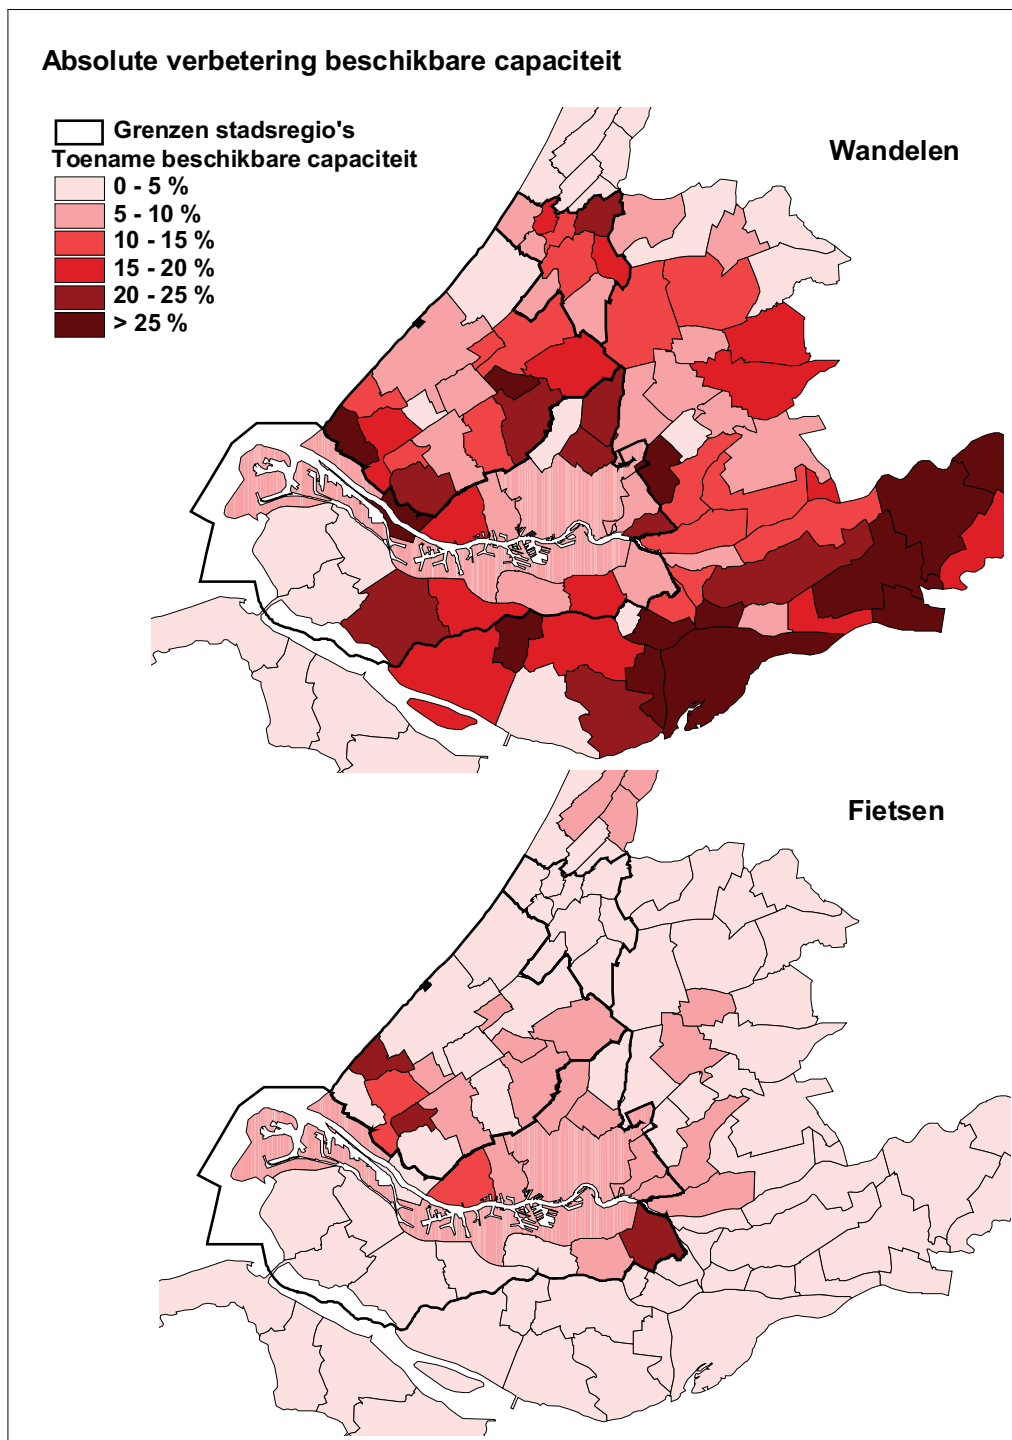 Absolute verbetering beschikbare capaciteit
Grenzen stadsregio's
Toename beschikbare capaciteit
0 - 5 %
5 - 10 %
10 - 15 %
15 - 20 %
20 - 25 %
> 25 %
Wandelen
Fietsen